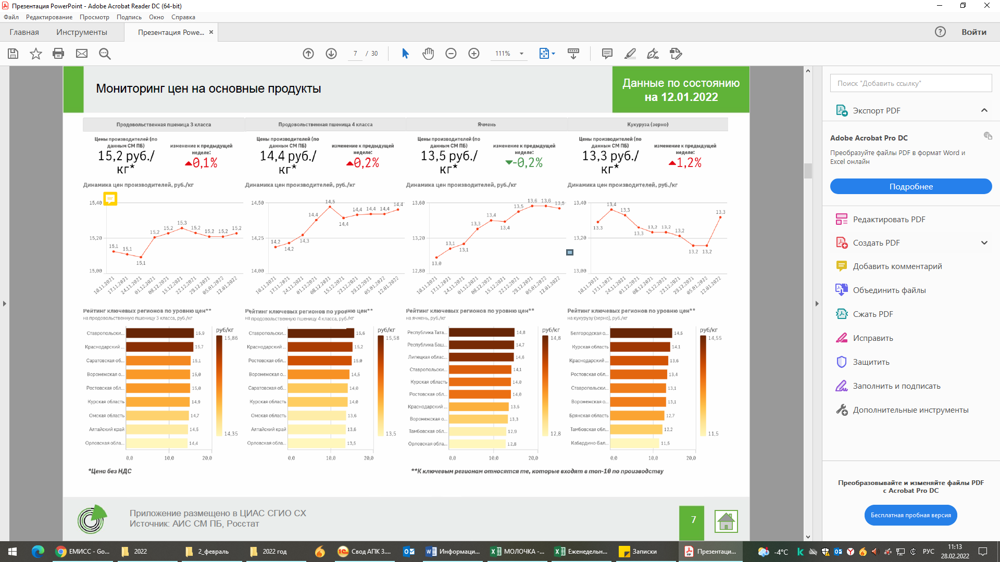 Презентация PowerPoint - Adobe Acrobat Reader DC (64-bit)
Файл Редактирование Просмотр Подпись Окно Справка
Главная Инструменты Презентация Powe... Войти
7 / 30 111%
Мониторинг цен на основные продукты
Данные по состоянию
на 12.01.2022
Продовольственная пшеница 3 класса
Цены производителей (по
данным СМ ПБ)
15,2 руб./
кг*
изменение к предыдущей
неделе:
0,1%
Динамика цен производителей, руб./кг
15,40
15,20
15,00
15,1 15,1 15,1 15,2 15,2 15,3 15,2 15,2 15,2 15,2
10.11.2021 17.11.2021 24.11.2021 01.12.2021 08.12.2021 15.12.2021 22.12.2021 29.12.2021 05.01.2022 12.01.2022
Рейтинг ключевых регионов по уровню цен**
на продовольственную пшеницу 3 класса, руб./кг
Ставропольски... 15,9
Краснодарский ... 15,7
Саратовская об... 15,1
Воронежская о... 15,0
Ростовская обл... 15,0
Курская область 14,9
Омская область 14,7
Алтайский край 14,5
Орловская обла... 14,4
0,0 10,0 20,0
руб/кг
15,86
14,35
Продовольственная пшеница 4 класса
Цены производителей (по
данным СМ ПБ)
14,4 руб./
кг*
изменение к предыдущей
неделе:
0,2%
Динамика цен производителей, руб./кг
14,50
14,25
14,00
14,2 14,2 14,3 14,4 14,5 14,4 14,4 14,4 14,4 14,4
10.11.2021 17.11.2021 24.11.2021 01.12.2021 08.12.2021 15.12.2021 22.12.2021 29.12.2021 05.01.2022 12.01.2022
Рейтинг ключевых регионов по уровню цен**
на продовольственную пшеницу 4 класса, руб./кг
Ставропольски... 15,6
Краснодарский ... 15,2
Ростовская обл... 15,0
Воронежская о... 14,5
Саратовская об... 14,0
Курская область 14,0
Омская область 13,6
Алтайский край 13,6
Орловская обла... 13,5
0,0 10,0 20,0
руб/кг
15,58
13,5
Ячмень
Цены производителей (по
данным СМ ПБ)
13,5 руб./
кг*
изменение к предыдущей
неделе:
-0,2%
Динамика цен производителей, руб./кг
13,60
13,20
12,80
13,0 13,1 13,1 13,3 13,4 13,4 13,5 13,6 13,6 13,5
10.11.2021 17.11.2021 24.11.2021 01.12.2021 08.12.2021 15.12.2021 22.12.2021 29.12.2021 05.01.2022 12.01.2022
Рейтинг ключевых регионов по уровню цен**
на ячмень, руб./кг
Республика Тата... 14,8
Республика Баш... 14,7
Липецкая облас... 14,6
Ставропольски... 14,1
Курская область 14,0
Ростовская обл... 14,0
Краснодарский ... 13,5
Воронежская о... 13,3
Тамбовская обл... 12,9
Орловская обла... 12,8
0,0 10,0 20,0
руб/кг
14,8
12,8
Кукуруза (зерно)
Цены производителей (по
данным СМ ПБ)
13,3 руб./
кг*
изменение к предыдущей
неделе:
1,2%
Динамика цен производителей, руб./кг
13,40
13,20
13,00
13,3 13,4 13,3 13,3 13,2 13,2 13,2 13,2 13,2 13,3
10.11.2021 17.11.2021 24.11.2021 01.12.2021 08.12.2021 15.12.2021 22.12.2021 29.12.2021 05.01.2022 12.01.2022
Рейтинг ключевых регионов по уровню цен**
на кукурузу (зерно), руб./кг
Белгородская о... 14,5
Курская область 14,1
Краснодарский ... 13,6
Ростовская обл... 13,4
Ставропольски... 13,1
Воронежская о... 13,1
Брянская область 12,7
Тамбовская обл... 12,2
Кабардино-Бал... 11,5
0,0 10,0 20,0
руб/кг
14,55
11,5
*Цена без НДС
**К ключевым регионам относятся те, которые входят в топ-10 по производству
Приложение размещено в ЦИАС СГИО СХ
Источник: АИС СМ ПБ, Росстат
7
Поиск "Добавить ссылку"
Экспорт PDF
Adobe Acrobat Pro DC
Преобразуйте файлы PDF в формат Word и
Excel онлайн
Подробнее
Редактировать PDF
Создать PDF
Добавить комментарий
Объединить файлы
Сжать PDF
Исправить
Защитить
Заполнить и подписать
Дополнительные инструменты
Преобразовывайте и изменяйте файлы PDF
с Acrobat Pro DC
Бесплатная пробная версия
ЕМИСС - Go... 2022 2_февраль 2022 год Свод АПК 3.... Информаци... МОЛОЧКА -... Еженедельн... Записки Презентаци... -4°C РУС 11:13
28.02.2022